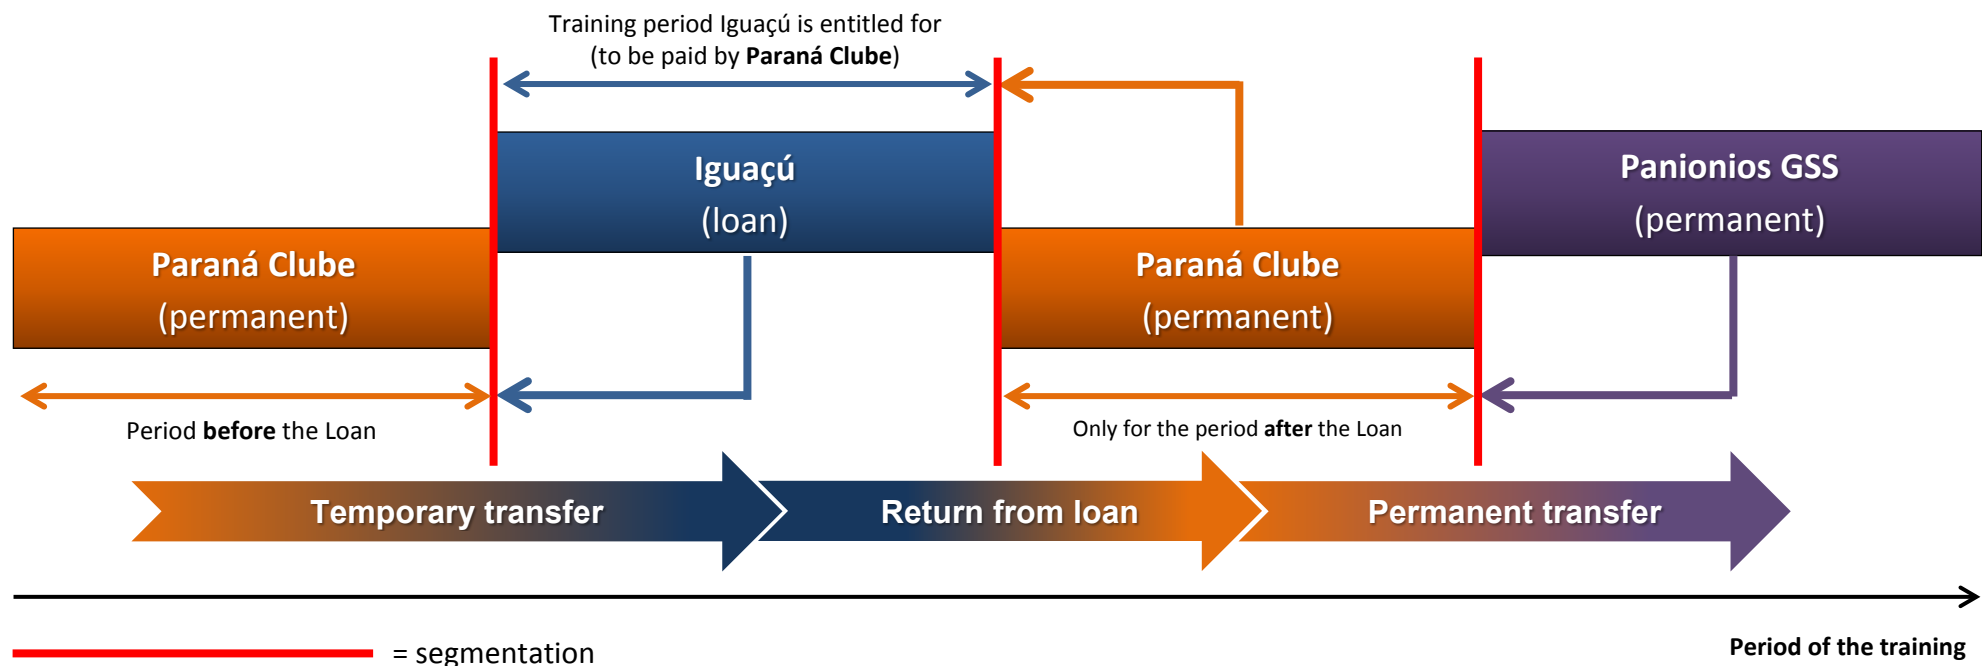 Training period Iguaçú is entitled for
(to be paid by Paraná Clube)
Iguaçú
(loan)
Panionios GSS
(permanent)
Paraná Clube
(permanent)
Paraná Clube
(permanent)
Period before the Loan
Only for the period after the Loan
Temporary transfer
Return from loan
Permanent transfer
Period of the training
= segmentation